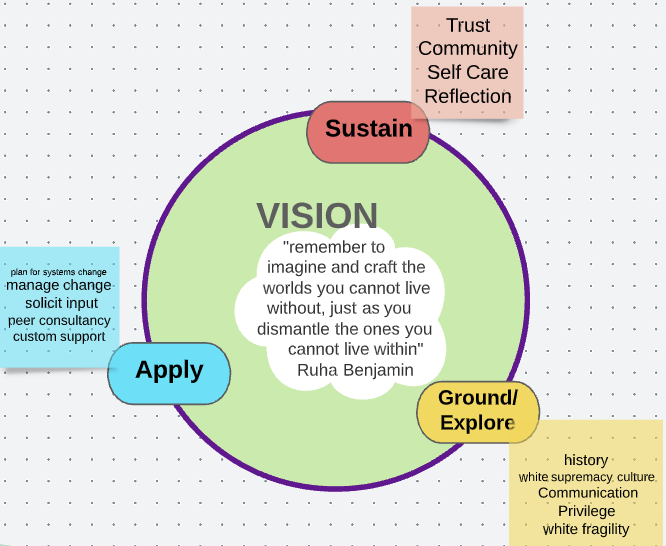 Trust
Community
Self Care
Reflection
Sustain
VISION
"remember to
imagine and craft the
worlds you cannot live
without, just as you
dismantle the ones you
cannot live within"
Ruha Benjamin
plan for systems change
manage change
solicit input
peer consultancy
custom support
Apply
Ground/
Explore
history
white supremacy culture
Communication
Privilege
white fragility